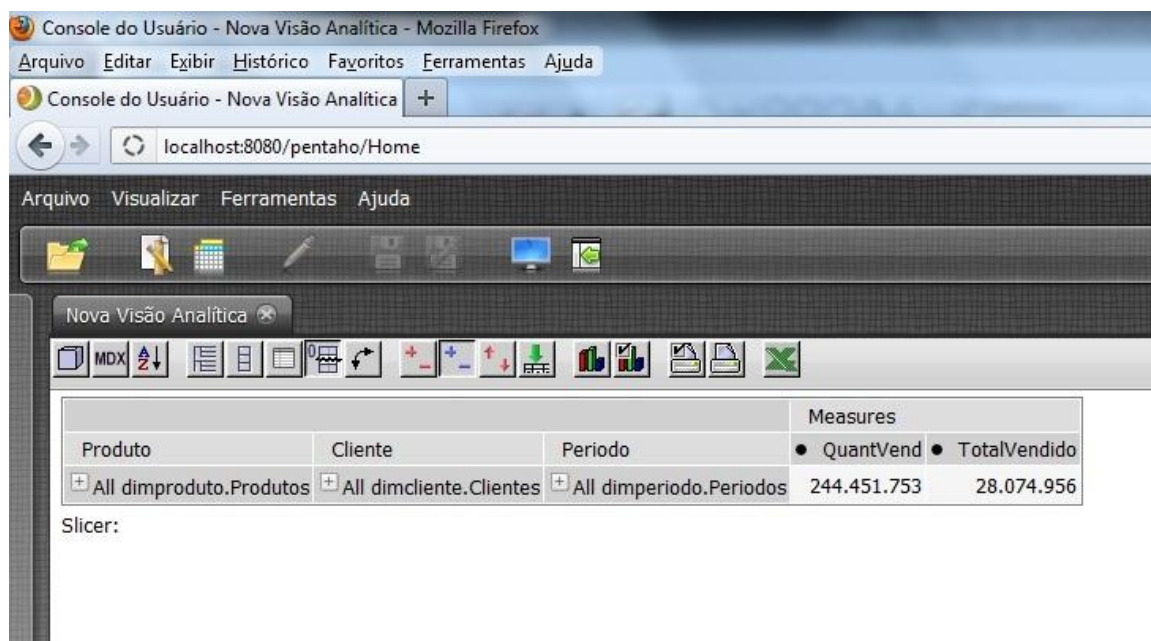 Console do Usuário - Nova Visão Analítica - Mozilla Firefox
Arquivo Editar Exibir Histórico Favoritos Ferramentas Ajuda
Console do Usuário - Nova Visão Analítica +
localhost:8080/pentaho/Home
Arquivo Visualizar Ferramentas Ajuda
Nova Visão Analítica
MDX A Z 0
Measures
Produto Cliente Periodo QuantVend TotalVendido
All dimproduto.Produtos All dimcliente.Clientes All dimperiodo.Periodos 244.451.753 28.074.956
Slicer: